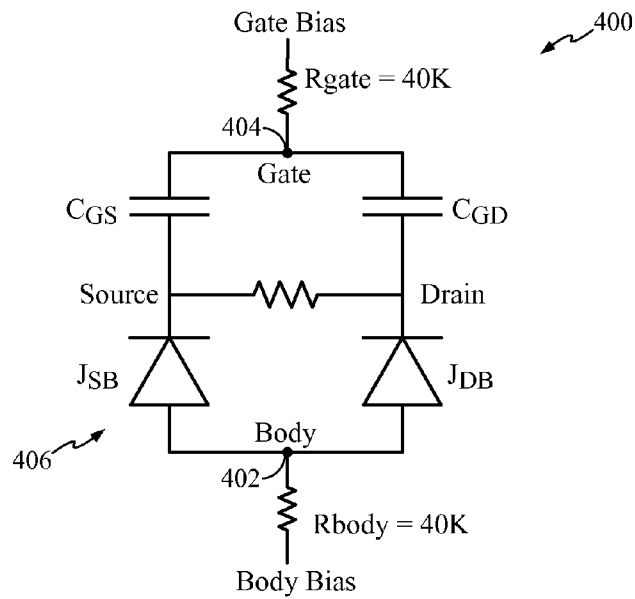 Gate Bias
400
Rgate = 40K
404
Gate
CGS
CGD
Source
Drain
JSB
JDB
Body
406
402
Rbody = 40K
Body Bias